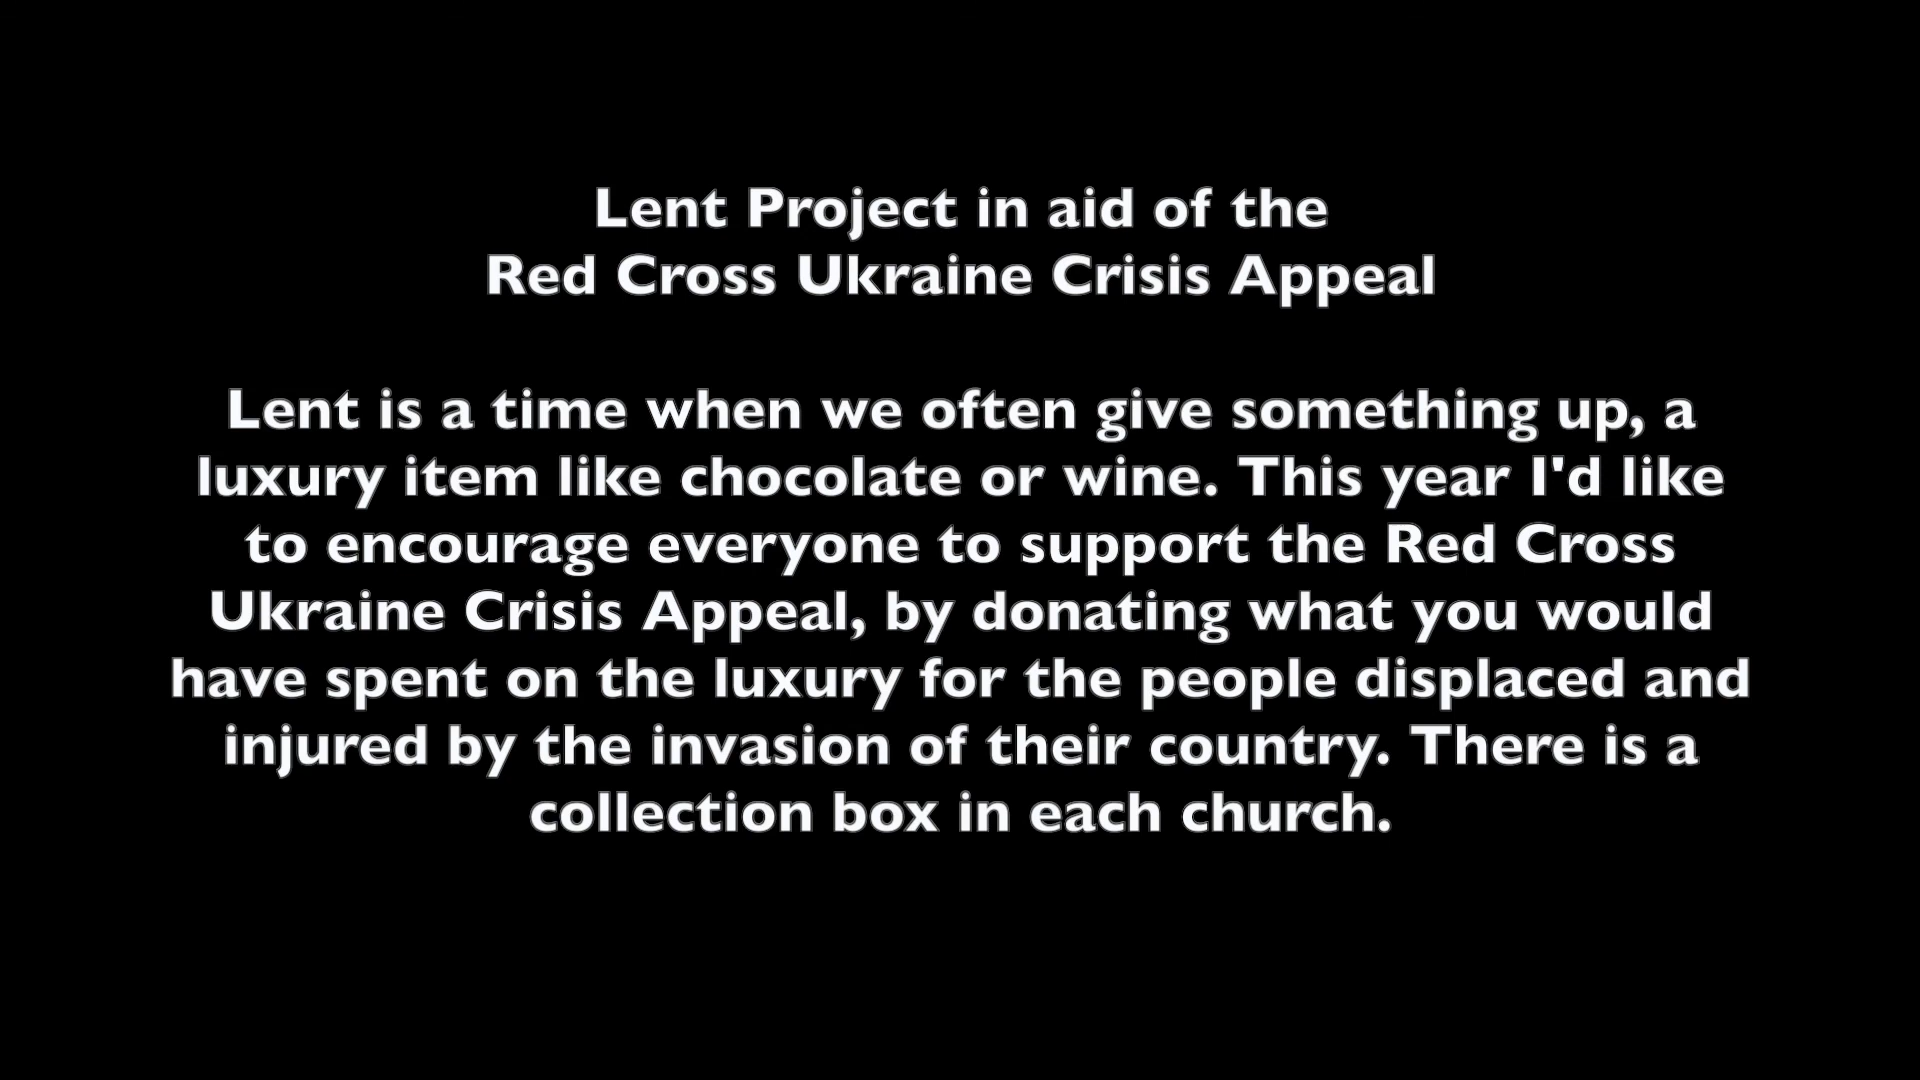 Lent Project in aid of the
Red Cross Ukraine Crisis Appeal
Lent is a time when we often give something up, a
luxury item like chocolate or wine. This year I'd like
to encourage everyone to support the Red Cross
Ukraine Crisis Appeal, by donating what you would
have spent on the luxury for the people displaced and
injured by the invasion of their country. There is a
collection box in each church.